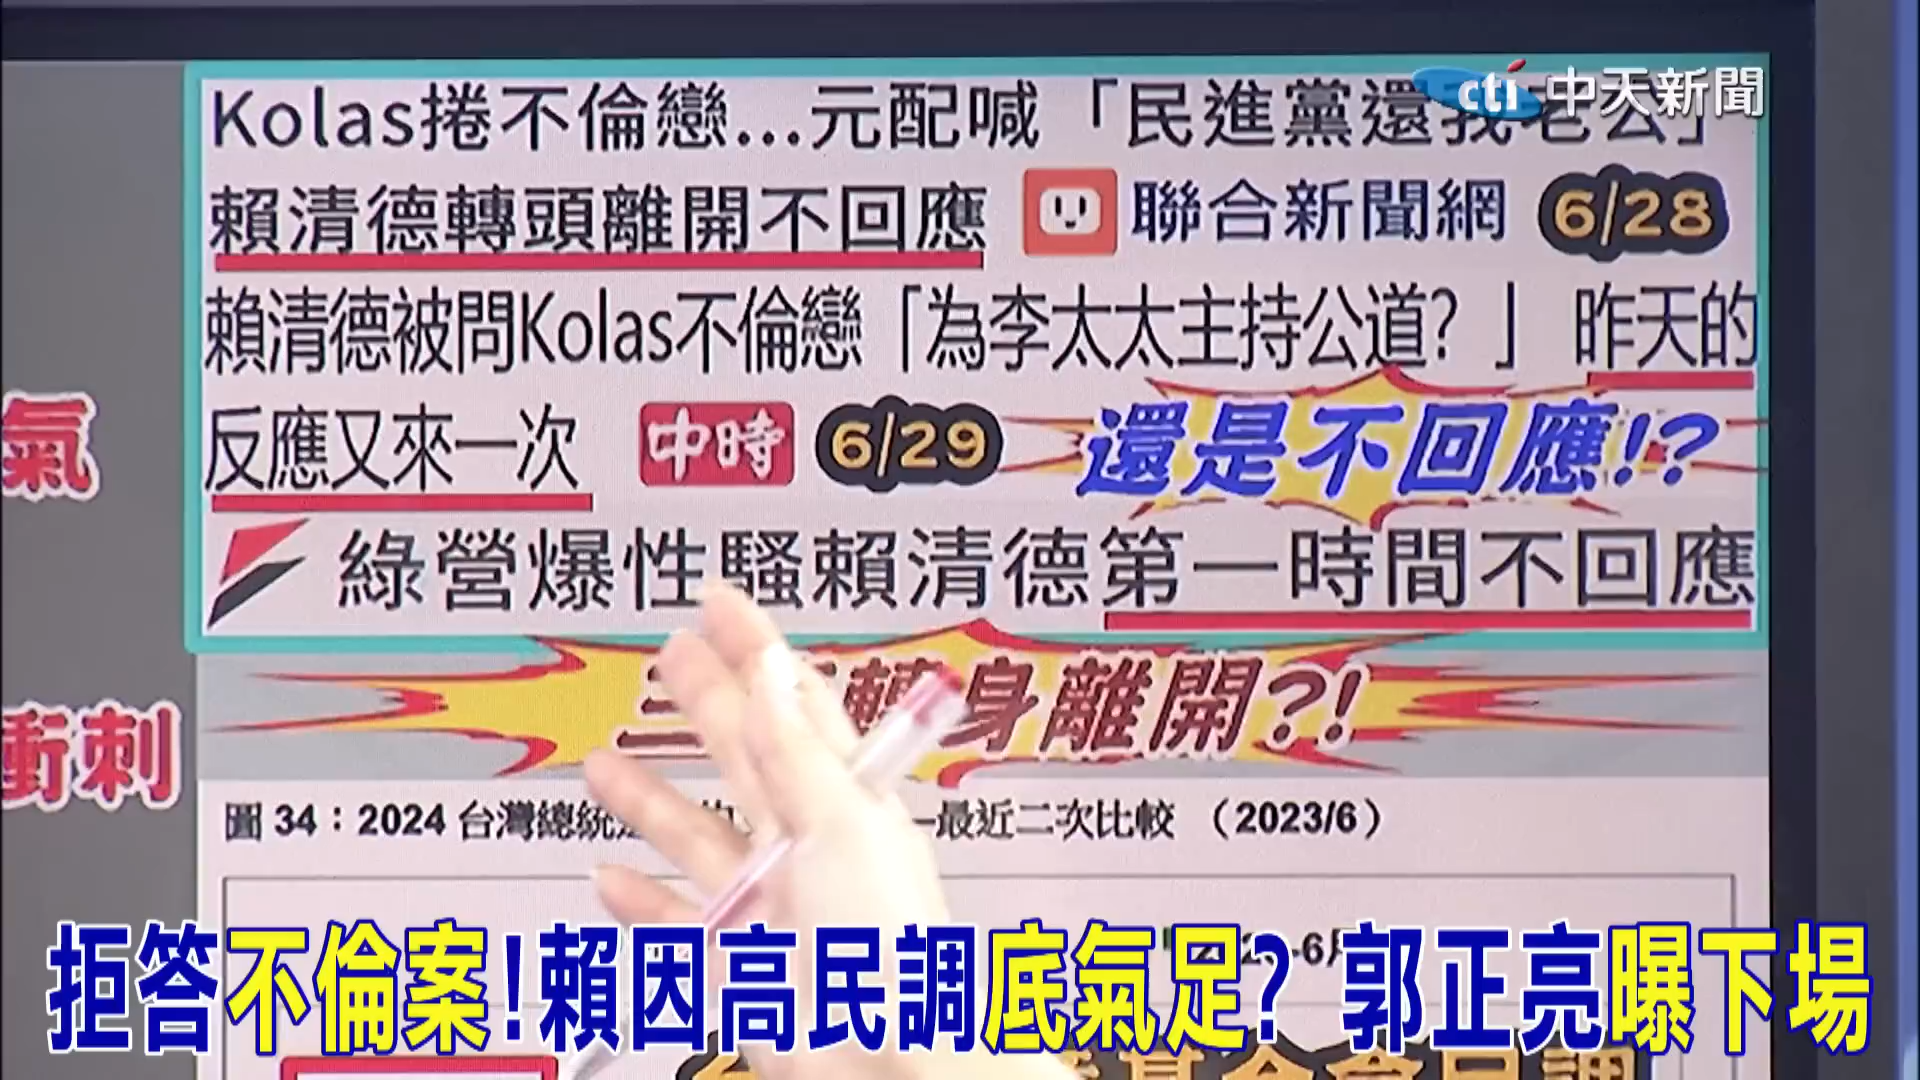 cti 中天新聞
Kolas捲不倫戀...元配喊「民進黨還我老公」
賴清德轉頭離開不回應 聯合新聞網 6/28
賴清德被問Kolas不倫戀「為李太太主持公道?」昨天的
反應又來一次 中時 6/29 還是不回應!?
綠營爆性騷賴清德第一時間不回應
氣
轉身離開?!
衝刺
圖 34：2024 台灣總統 最近二次比較 （2023/6）
拒答不倫案!賴因高民調底氣足? 郭正亮曝下場